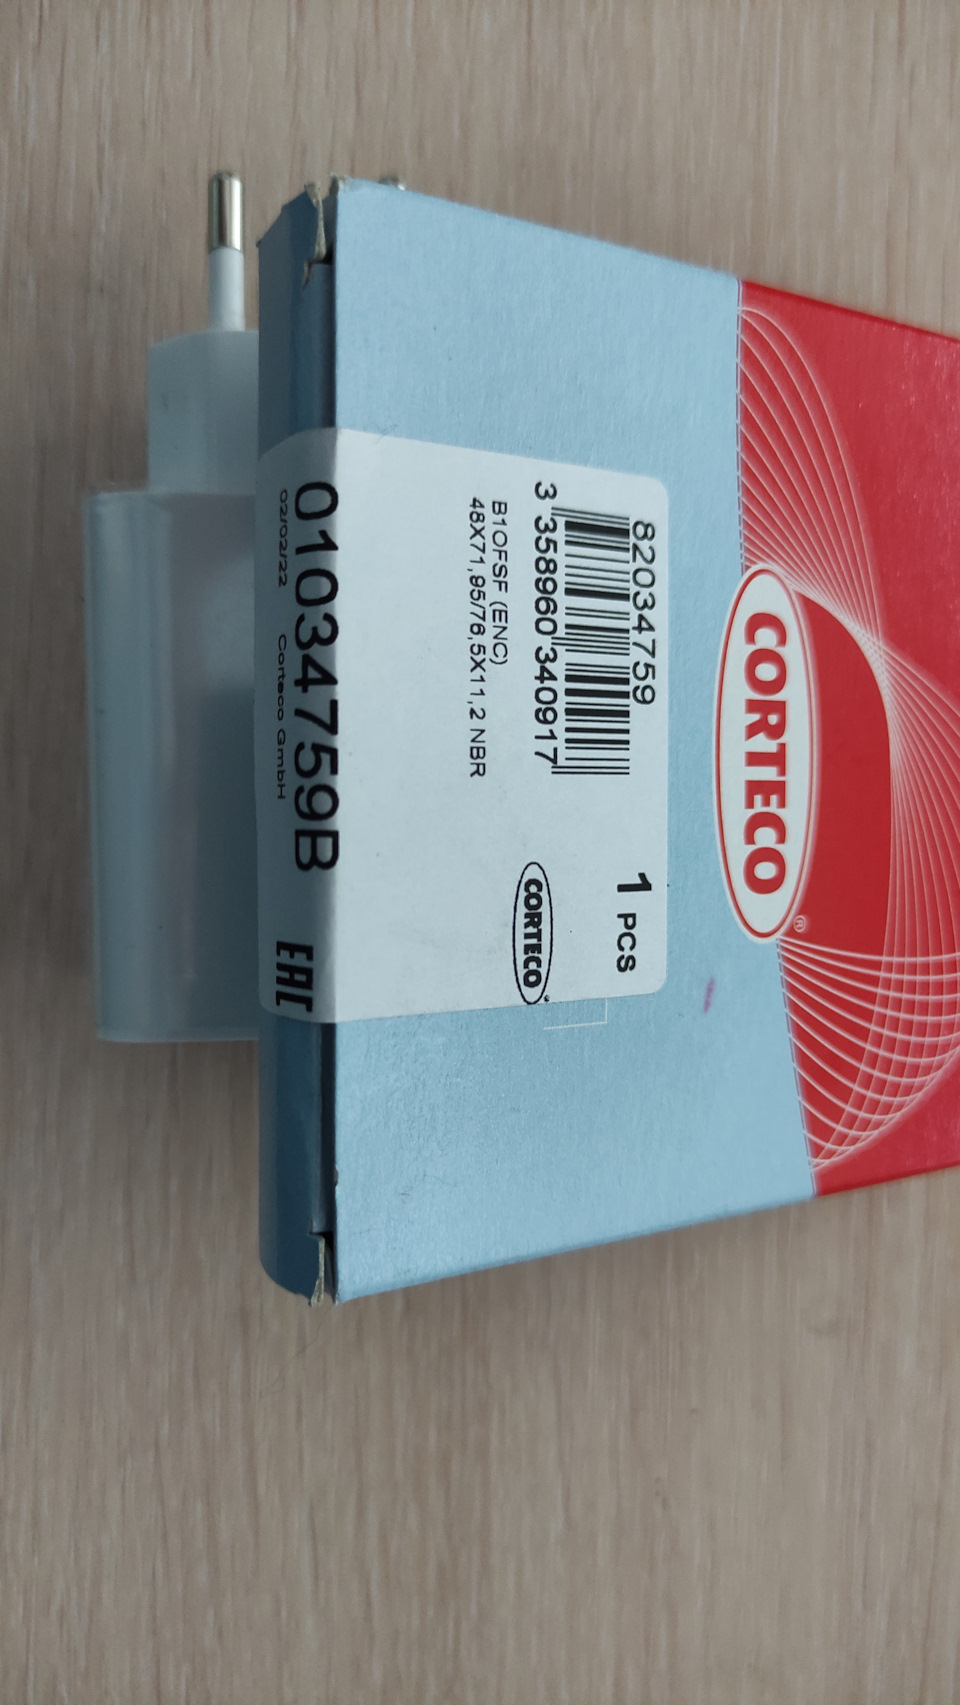 CORTECO
®
82034759
1 PCS
3 358960 340917
CORTECO
B1OFSF (ENC)
48X71,95/76,5X11,2 NBR
01034759B
02/02/22 Corteco GmbH
EAC